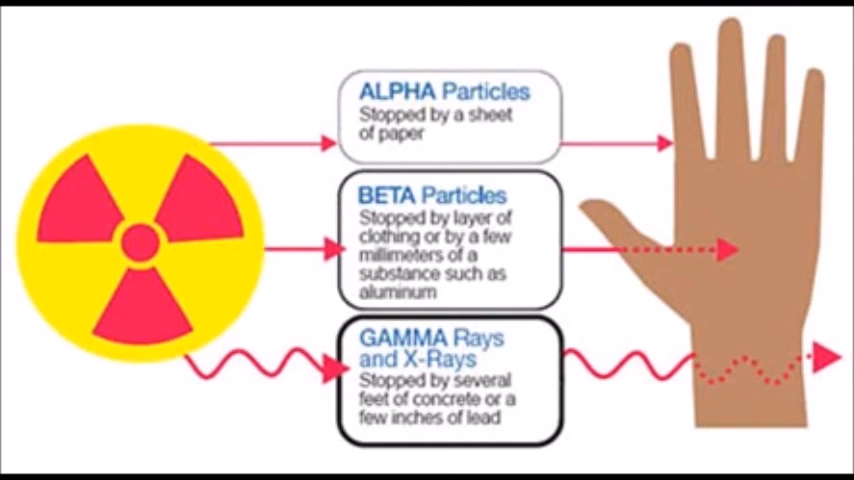 ALPHA Particles
Stopped by a sheet
of paper
BETA Particles
Stopped by layer of
clothing or by a few
millimeters of a
substance such as
aluminum
GAMMA Rays
and X-Rays
Stopped by several
feet of concrete or a
few inches of lead